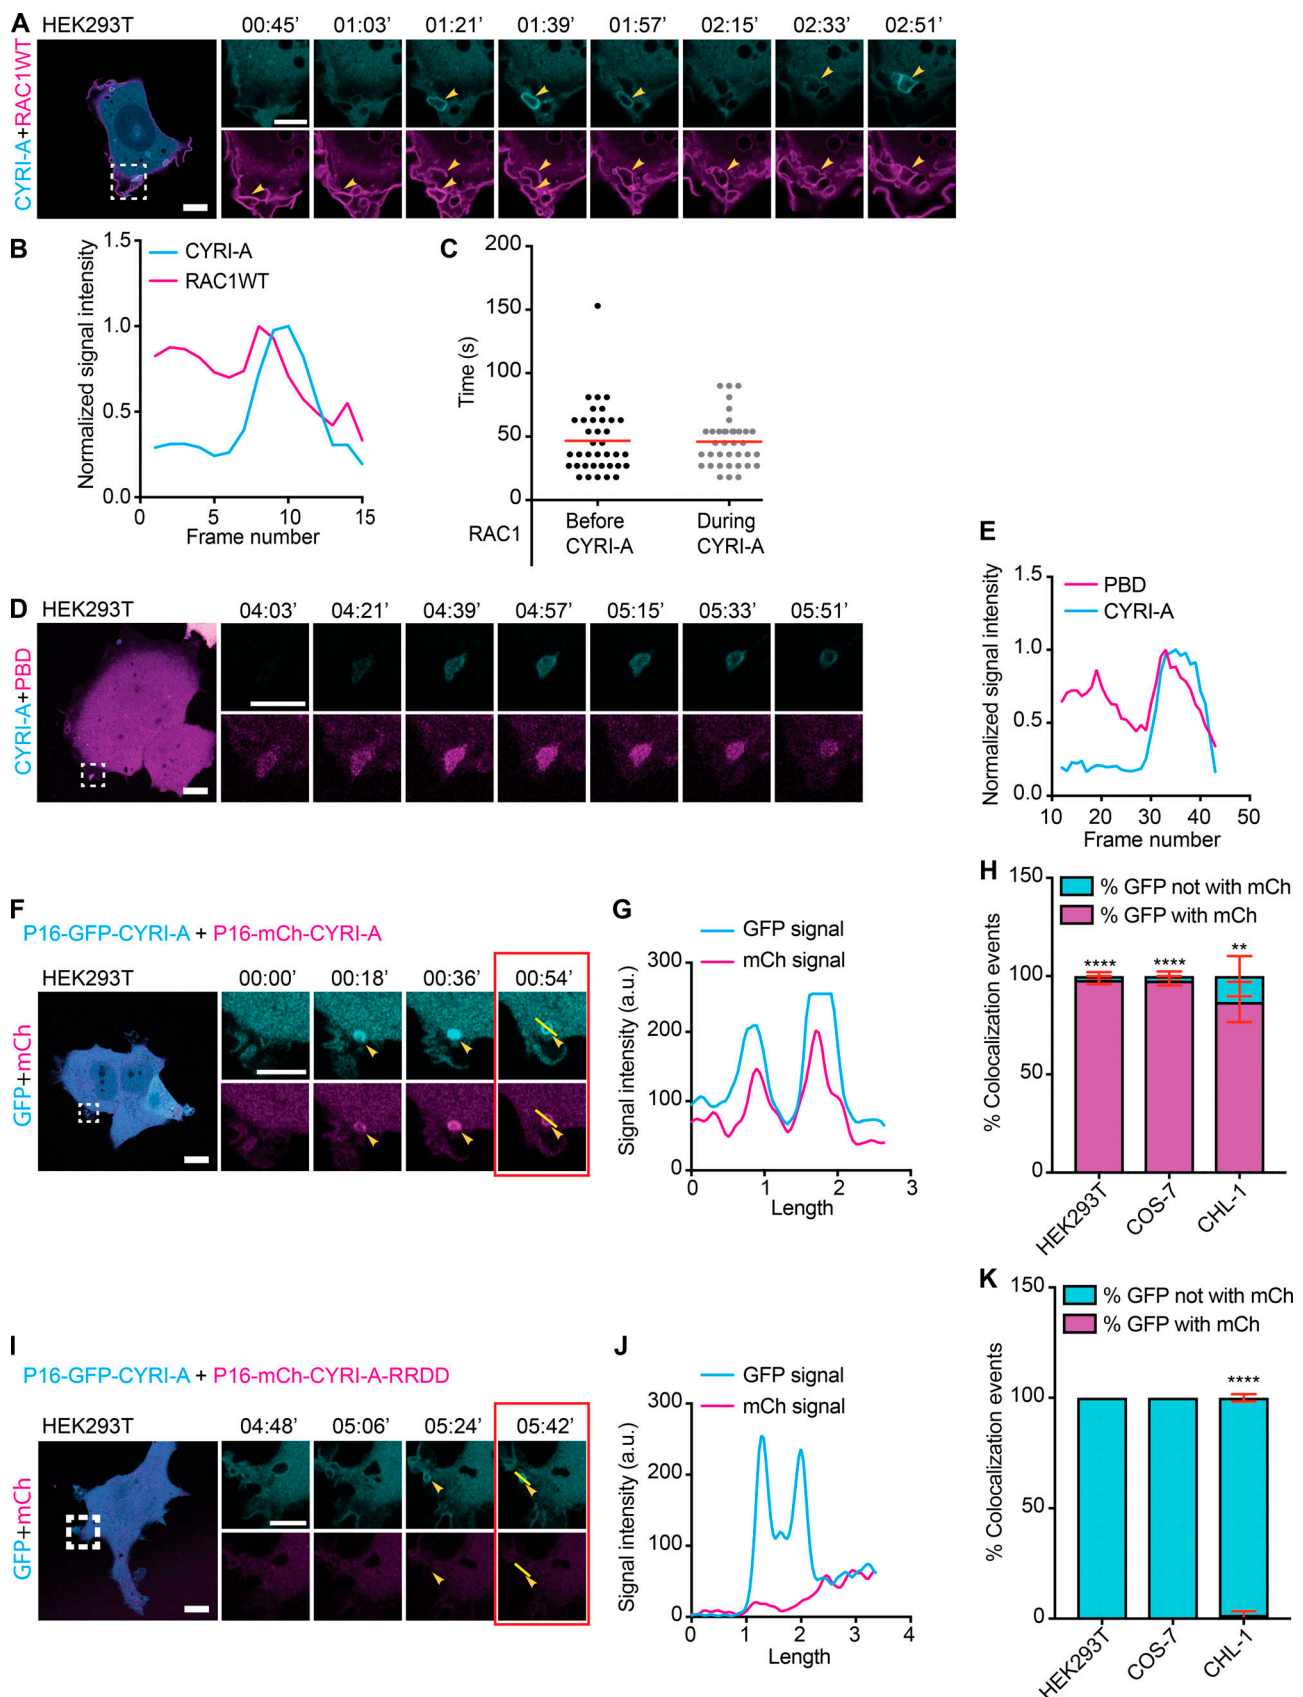 A
HEK293T
00:45’ 01:03’ 01:21’ 01:39’ 01:57’ 02:15’ 02:33’ 02:51’
CYRI-A+RAC1WT
B
CYRI-A
RAC1WT
Normalized signal intensity
1.5
1.0
0.5
0.0
0 5 10 15
Frame number
C
Time (s)
200
150
100
50
0
RAC1
Before CYRI-A
During CYRI-A
D
HEK293T
04:03’ 04:21’ 04:39’ 04:57’ 05:15’ 05:33’ 05:51’
CYRI-A+PBD
E
PBD
CYRI-A
Normalized signal intensity
1.5
1.0
0.5
0.0
10 20 30 40 50
Frame number
F
P16-GFP-CYRI-A + P16-mCh-CYRI-A
HEK293T
00:00’ 00:18’ 00:36’ 00:54’
GFP+mCh
G
GFP signal
mCh signal
Signal intensity (a.u.)
300
200
100
0
0 1 2 3
Length
H
% GFP not with mCh
% GFP with mCh
% Colocalization events
150
100
50
0
**** **** **
HEK293T COS-7 CHL-1
I
P16-GFP-CYRI-A + P16-mCh-CYRI-A-RRDD
HEK293T
04:48’ 05:06’ 05:24’ 05:42’
GFP+mCh
J
GFP signal
mCh signal
Signal intensity (a.u.)
300
200
100
0
0 1 2 3 4
Length
K
% GFP not with mCh
% GFP with mCh
% Colocalization events
150
100
50
0
****
HEK293T COS-7 CHL-1